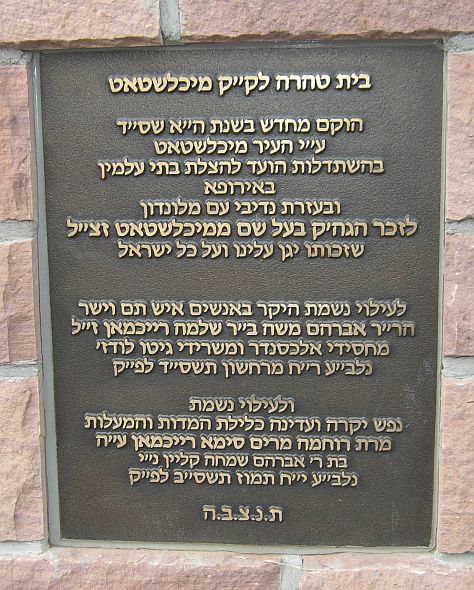 בית טהרה לק״ק מיכלשטאט
הוקם מחדש בשנת ה״א שס״ד
ע״י העיר מיכלשטאט
בהשתדלות הועד להצלת בתי עלמין
באירופא
ובעזרת נדיבי עם מלונדון
לזכר הגה״ק בעל שם ממיכלשטאט זצ״ל
שזכותו יגן עלינו ועל כל ישראל
לעילוי נשמת היקר באנשים איש תם וישר
הר״ר אברהם משה ב״ר שלמה רייכמאן ז״ל
מחסידי אלכסנדר ומשרידי גיטו לודז׳
נלב״ע ר״ח מרחשון תשס״ד לפ״ק
ולעילוי נשמת
נפש יקרה ועדינה כלילת המדות והמעלות
מרת רוחמה מרים סימא רייכמאן ע״ה
בת ר׳ אברהם שמחה קליין נ״י
נלב״ע י״ח תמוז תשס״ב לפ״ק
ת.נ.צ.ב.ה